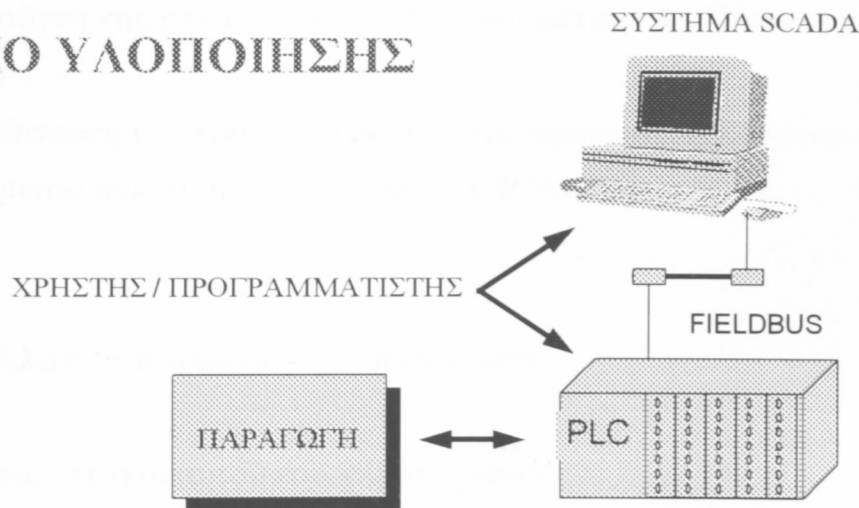 ΣΥΣΤΗΜΑ SCADA
Ο ΥΛΟΠΟΙΗΣΗΣ
ΧΡΗΣΤΗΣ / ΠΡΟΓΡΑΜΜΑΤΙΣΤΗΣ
FIELDBUS
ΠΑΡΑΓΩΓΗ
PLC